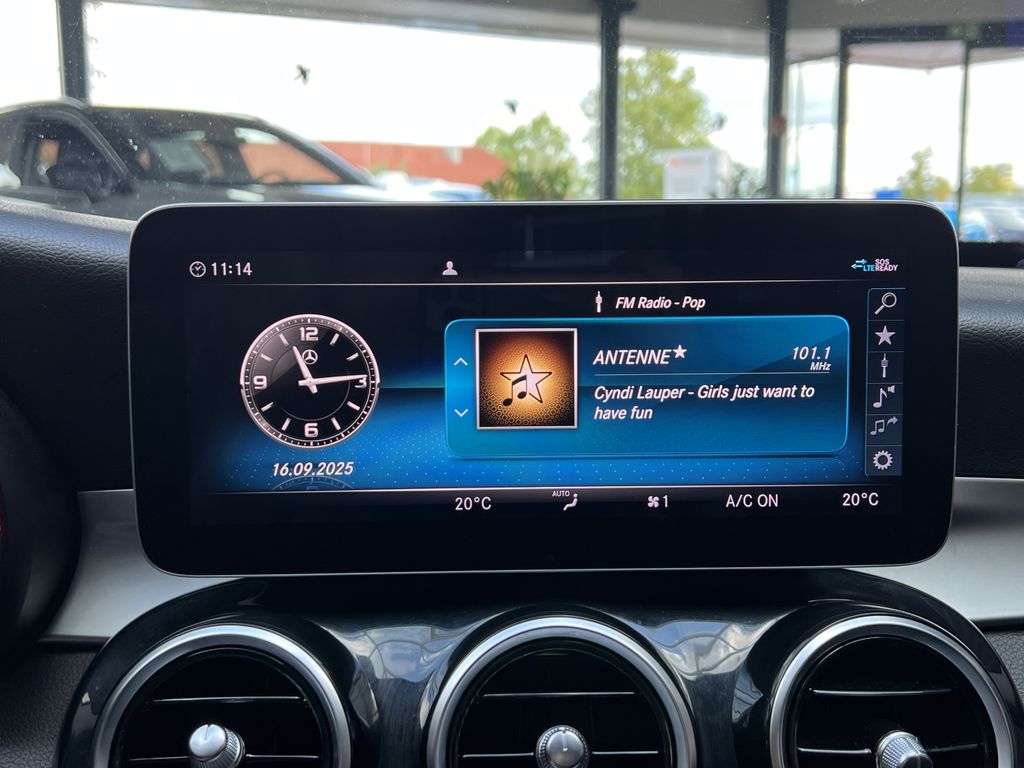 11:14
SOS
LTE READY
FM Radio - Pop
12
3
6
9
ANTENNE★
101.1
MHz
Cyndi Lauper - Girls just want to
have fun
16.09.2025
20°C
AUTO
1
A/C ON
20°C